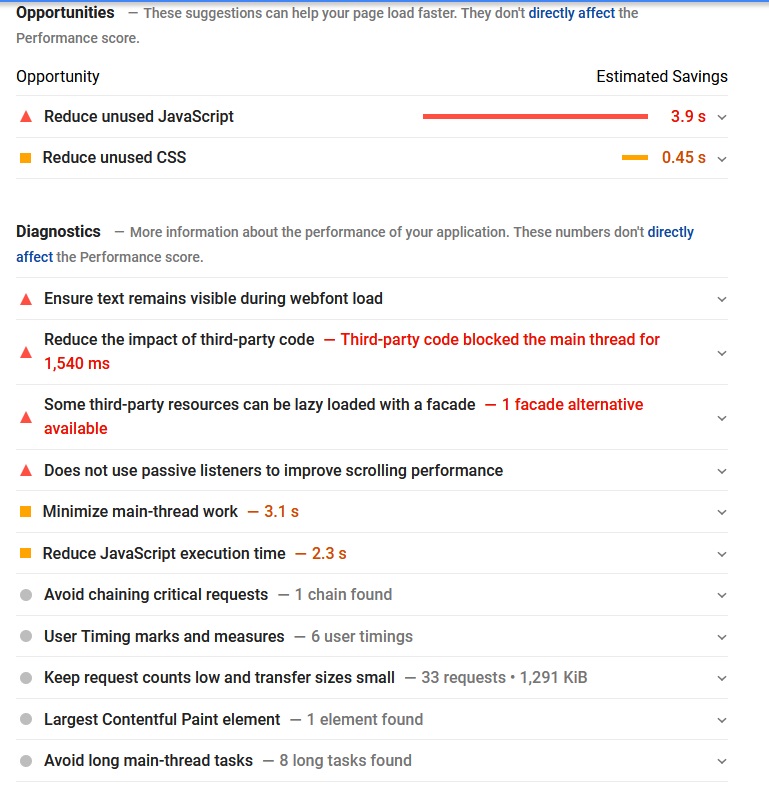 Opportunities — These suggestions can help your page load faster. They don't directly affect the
Performance score.
Opportunity Estimated Savings
Reduce unused JavaScript 3.9 s
Reduce unused CSS 0.45 s
Diagnostics — More information about the performance of your application. These numbers don't directly
affect the Performance score.
Ensure text remains visible during webfont load
Reduce the impact of third-party code — Third-party code blocked the main thread for
1,540 ms
Some third-party resources can be lazy loaded with a facade — 1 facade alternative
available
Does not use passive listeners to improve scrolling performance
Minimize main-thread work — 3.1 s
Reduce JavaScript execution time — 2.3 s
Avoid chaining critical requests — 1 chain found
User Timing marks and measures — 6 user timings
Keep request counts low and transfer sizes small — 33 requests • 1,291 KiB
Largest Contentful Paint element — 1 element found
Avoid long main-thread tasks — 8 long tasks found